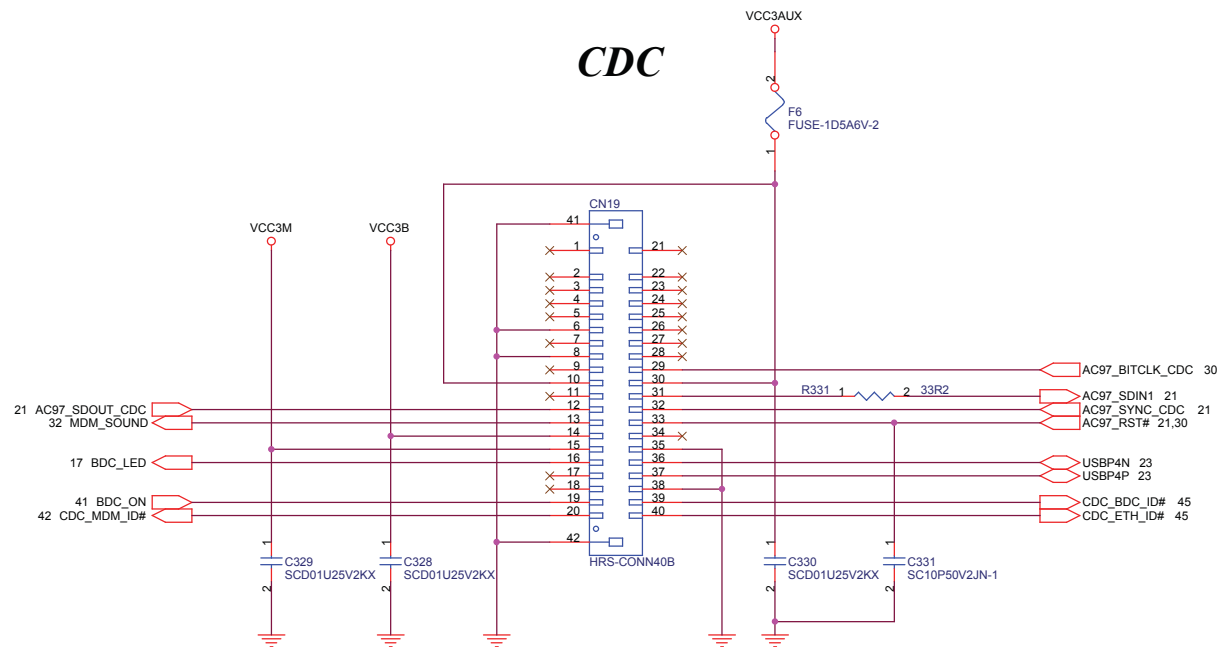 VCC3AUX
CDC
2
F6
FUSE-1D5A6V-2
1
CN19
VCC3M
VCC3B
41
1
21
2
22
3
23
4
24
5
25
6
26
7
27
8
28
9
29
AC97_BITCLK_CDC 30
10
30
11
31
R331 1
2 33R2
AC97_SDIN1 21
21 AC97_SDOUT_CDC
12
32
AC97_SYNC_CDC 21
32 MDM_SOUND
13
33
AC97_RST# 21,30
14
34
15
35
17 BDC_LED
16
36
USBP4N 23
17
37
USBP4P 23
18
38
41 BDC_ON
19
39
CDC_BDC_ID# 45
42 CDC_MDM_ID#
20
40
CDC_ETH_ID# 45
42
HRS-CONN40B
1
C329
SCD01U25V2KX
2
1
C328
SCD01U25V2KX
2
1
C330
SCD01U25V2KX
2
1
C331
SC10P50V2JN-1
2